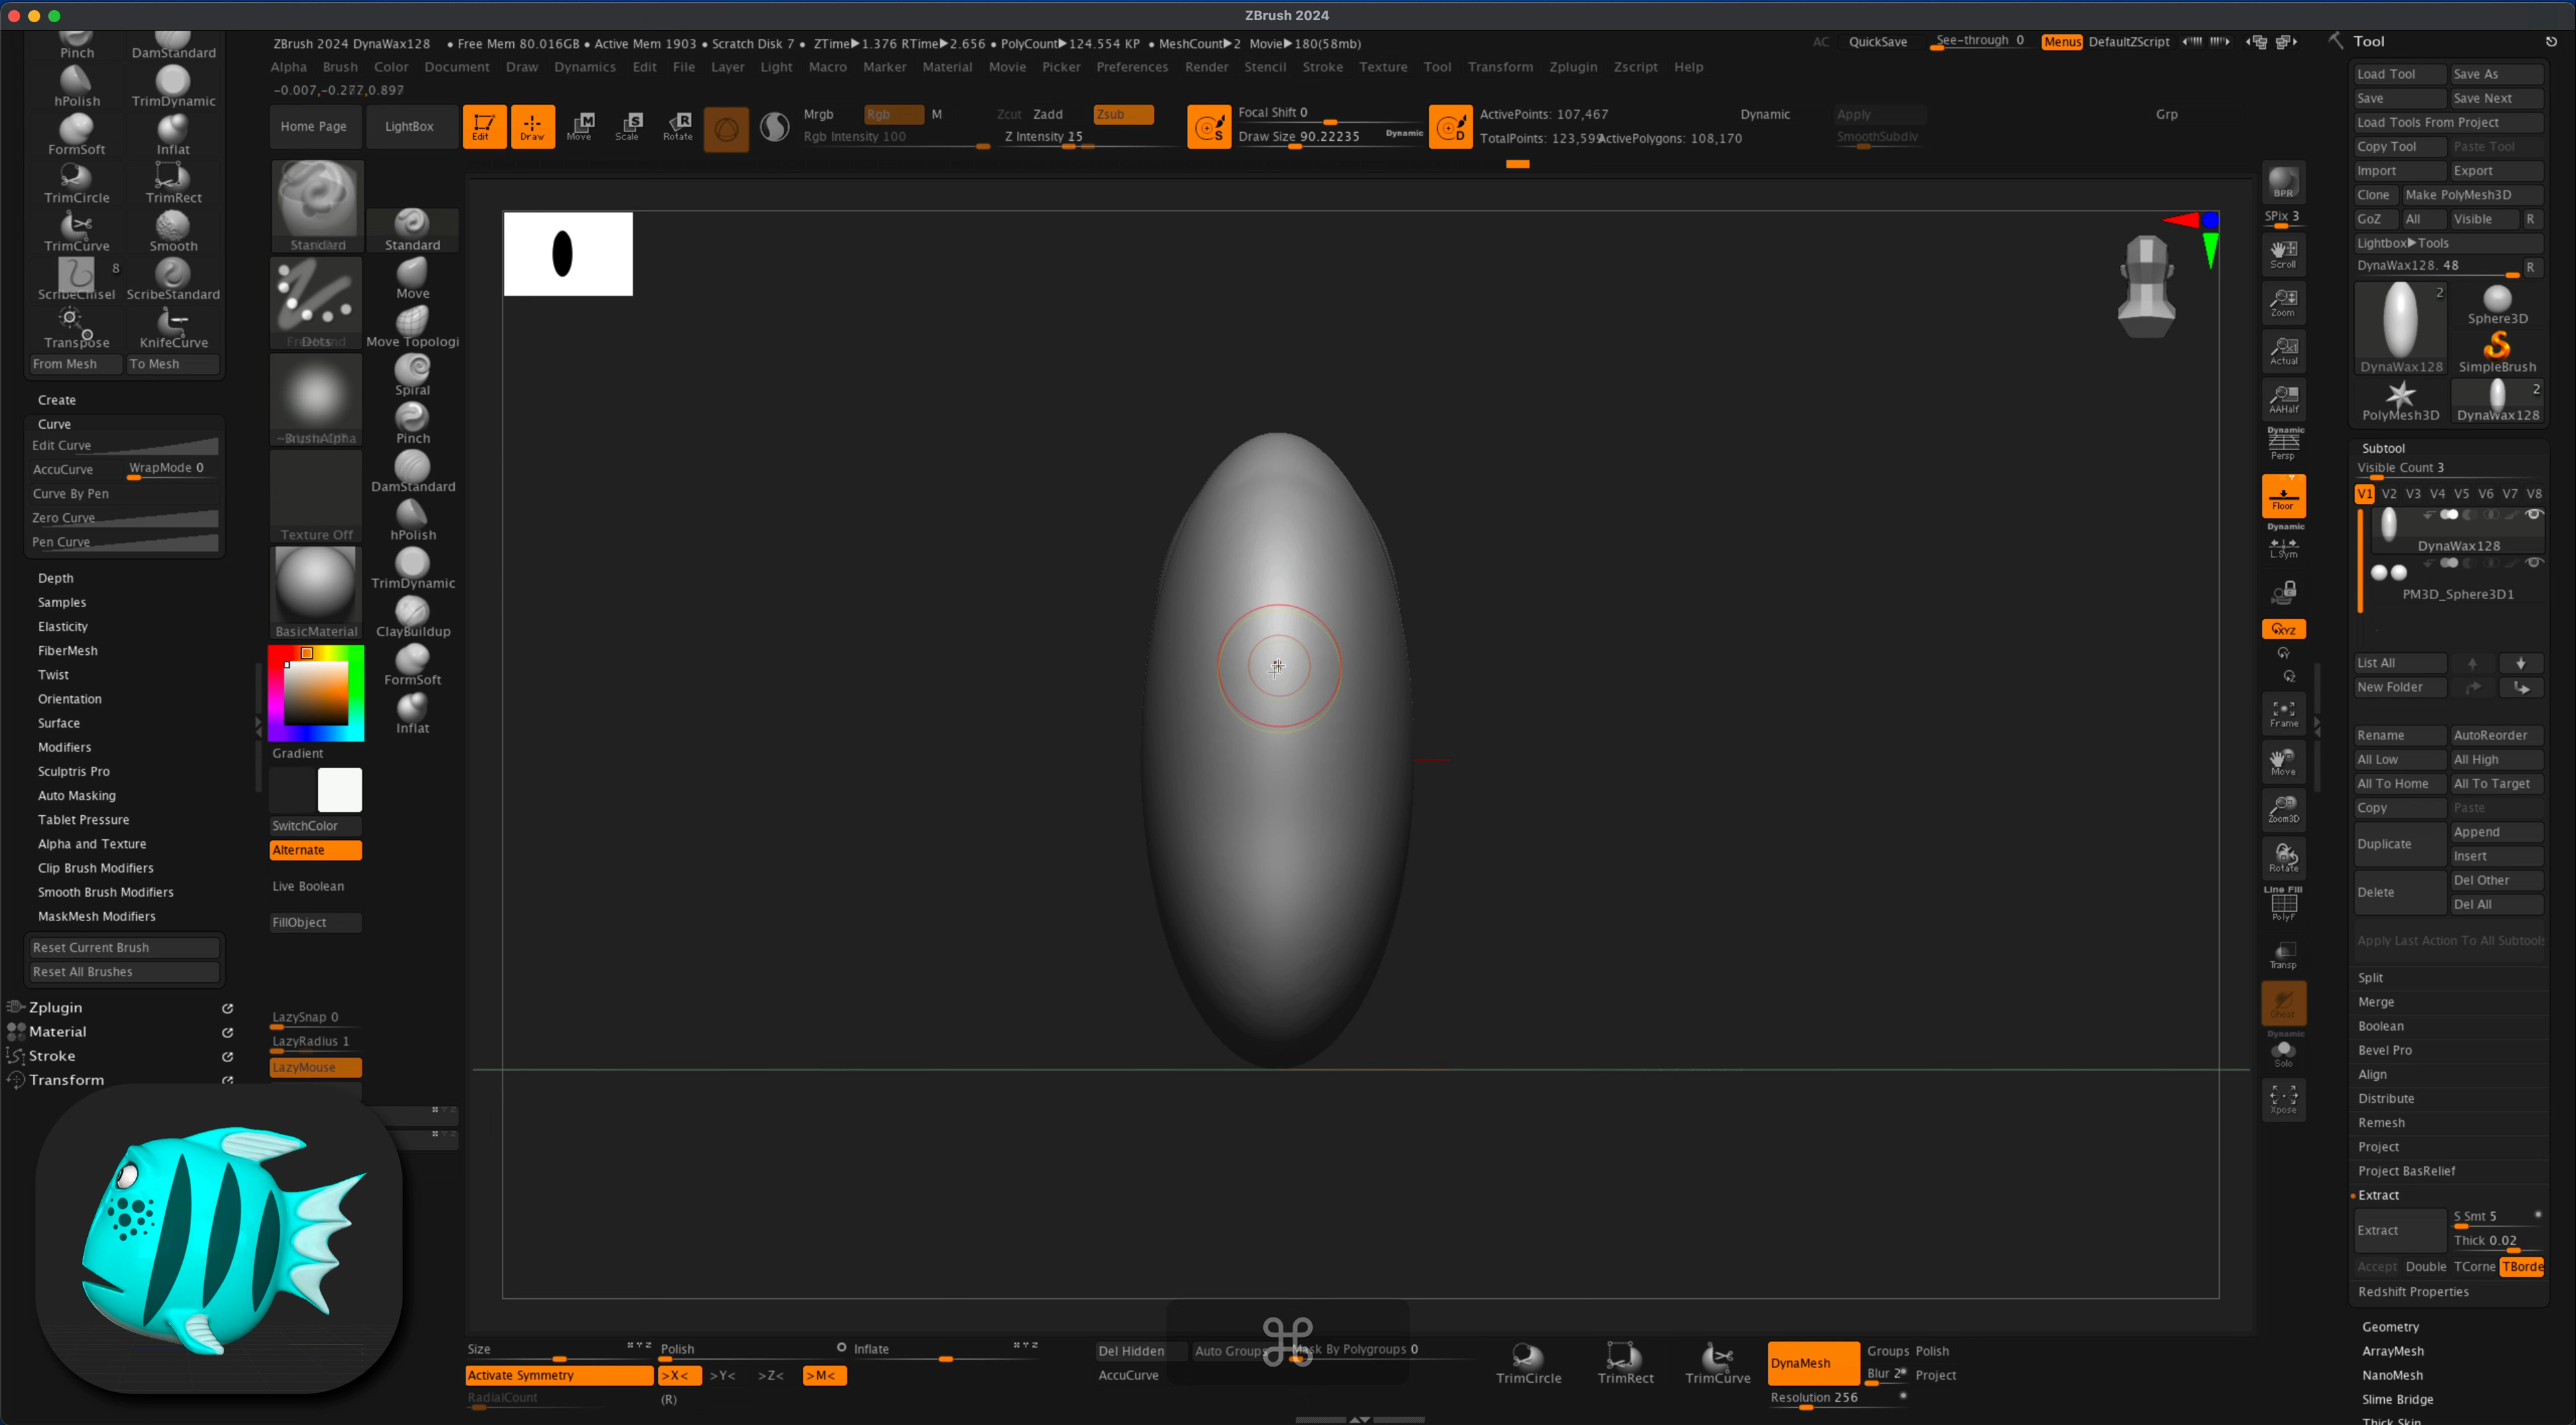 ZBrush 2024
ZBrush 2024 DynaWax128 • Free Mem 80.016GB • Active Mem 1903 • Scratch Disk 7 • ZTime▶1.376 RTime▶2.656 • PolyCount▶124.554 KP • MeshCount▶2 Movie▶180(58mb)
AC QuickSave See-through 0 Menus DefaultZScript
Alpha Brush Color Document Draw Dynamics Edit File Layer Light Macro Marker Material Movie Picker Preferences Render Stencil Stroke Texture Tool Transform Zplugin Zscript Help
-0.007,-0.277,0.897
Home Page LightBox Edit Draw Move Scale Rotate
Mrgb Rgb M Zcut Zadd Zsub
Rgb Intensity 100 Z Intensity 15
Focal Shift 0
Draw Size 90.22235 Dynamic
ActivePoints: 107,467 Dynamic Apply Grp
TotalPoints: 123,599 ActivePolygons: 108,170 SmoothSubdiv
Pinch DamStandard
hPolish TrimDynamic
FormSoft Inflat
TrimCircle TrimRect
TrimCurve Smooth
8
ScribeChisel ScribeStandard
Transpose KnifeCurve
From Mesh To Mesh
Create
Curve
Edit Curve
AccuCurve WrapMode 0
Curve By Pen
Zero Curve
Pen Curve
Depth
Samples
Elasticity
FiberMesh
Twist
Orientation
Surface
Modifiers
Sculptris Pro
Auto Masking
Tablet Pressure
Alpha and Texture
Clip Brush Modifiers
Smooth Brush Modifiers
MaskMesh Modifiers
Reset Current Brush
Reset All Brushes
Zplugin
Material
Stroke
Transform
Standard
Texture Off
BasicMaterial
Gradient
SwitchColor
Alternate
Live Boolean
FillObject
LazySnap 0
LazyRadius 1
LazyMouse
Standard
Move
Move Topologi
Spiral
Pinch
DamStandard
hPolish
TrimDynamic
ClayBuildup
FormSoft
Inflat
BPR
SPix 3
Scroll
Zoom
Actual
AAHalf
Dynamic
Persp
Floor
Dynamic
L.Sym
XYZ
Frame
Move
Zoom3D
Rotate
Line Fill
PolyF
Transp
Ghost
Dynamic
Solo
Xpose
Tool
Load Tool Save As
Save Save Next
Load Tools From Project
Copy Tool Paste Tool
Import Export
Clone Make PolyMesh3D
GoZ All Visible R
Lightbox▶Tools
DynaWax128. 48 R
2
Sphere3D
DynaWax128 SimpleBrush
2
PolyMesh3D DynaWax128
Subtool
Visible Count 3
V1 V2 V3 V4 V5 V6 V7 V8
DynaWax128
PM3D_Sphere3D1
List All
New Folder
Rename AutoReorder
All Low All High
All To Home All To Target
Copy Paste
Duplicate Append
Insert
Delete Del Other
Del All
Apply Last Action To All Subtools
Split
Merge
Boolean
Bevel Pro
Align
Distribute
Remesh
Project
Project BasRelief
Extract
Extract S Smt 5
Thick 0.02
Accept Double TCorne TBorde
Redshift Properties
Geometry
ArrayMesh
NanoMesh
Slime Bridge
Thick Skin
Size Polish Inflate
Activate Symmetry >X< >Y< >Z< >M<
RadialCount (R)
Del Hidden Auto Groups Mask By Polygroups 0
AccuCurve
TrimCircle TrimRect TrimCurve
DynaMesh Groups Polish
Blur 2 Project
Resolution 256